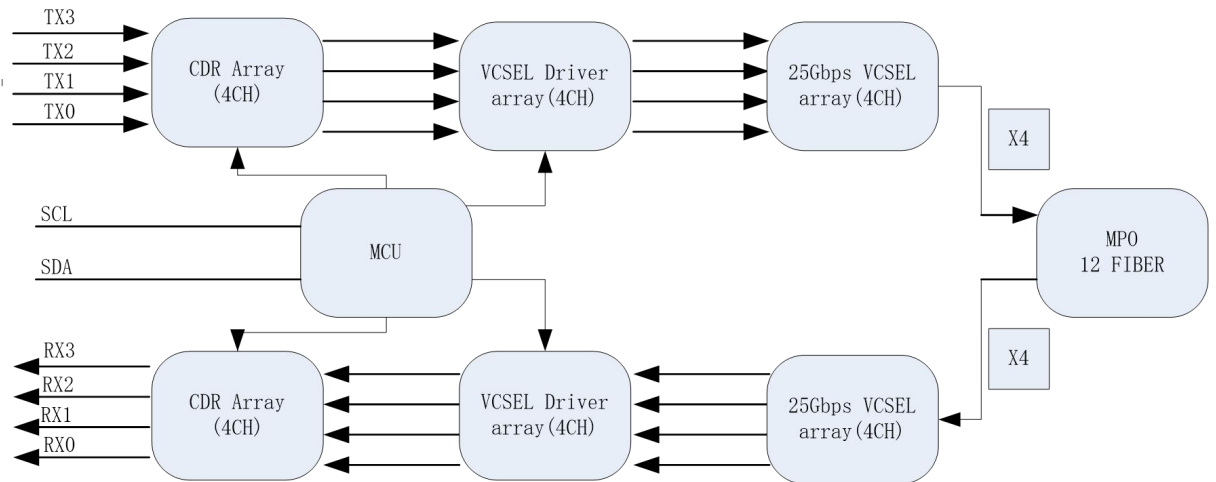 TX3
TX2
TX1
TX0
CDR Array
(4CH)
VCSEL Driver
array(4CH)
25Gbps VCSEL
array(4CH)
X4
SCL
SDA
MCU
MPO
12 FIBER
X4
RX3
RX2
RX1
RX0
CDR Array
(4CH)
VCSEL Driver
array(4CH)
25Gbps VCSEL
array(4CH)